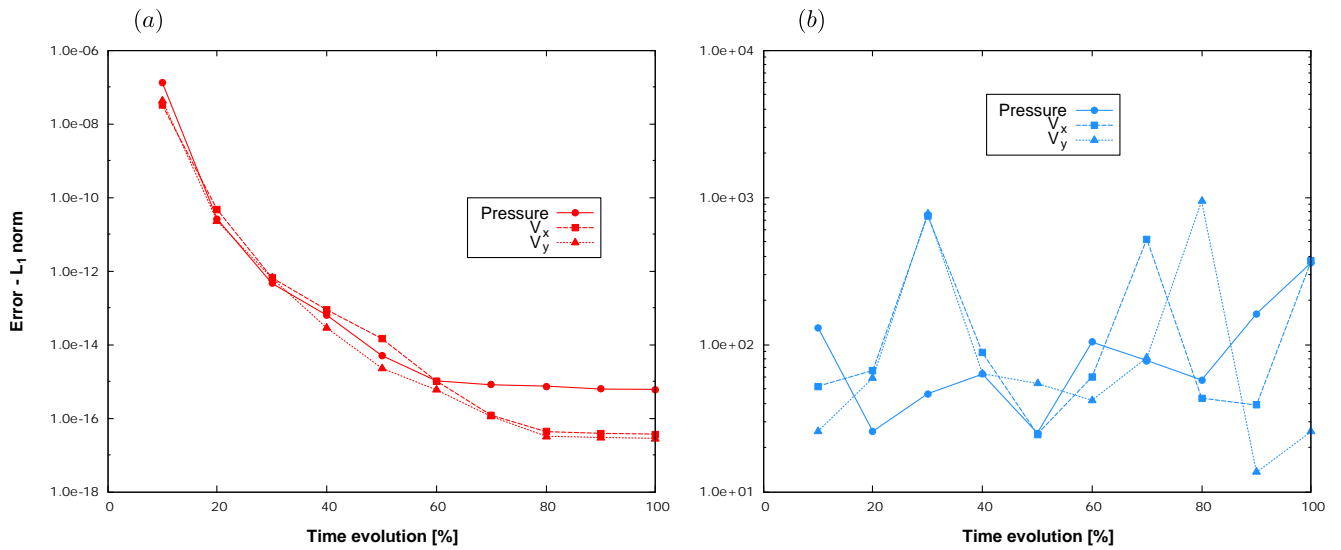 (a)
1.0e-06
1.0e-08
1.0e-10
1.0e-12
1.0e-14
1.0e-16
1.0e-18
0 20 40 60 80 100
Error - L1 norm
Time evolution [%]
Pressure
Vx
Vy
(b)
1.0e+04
1.0e+03
1.0e+02
1.0e+01
0 20 40 60 80 100
Time evolution [%]
Pressure
Vx
Vy